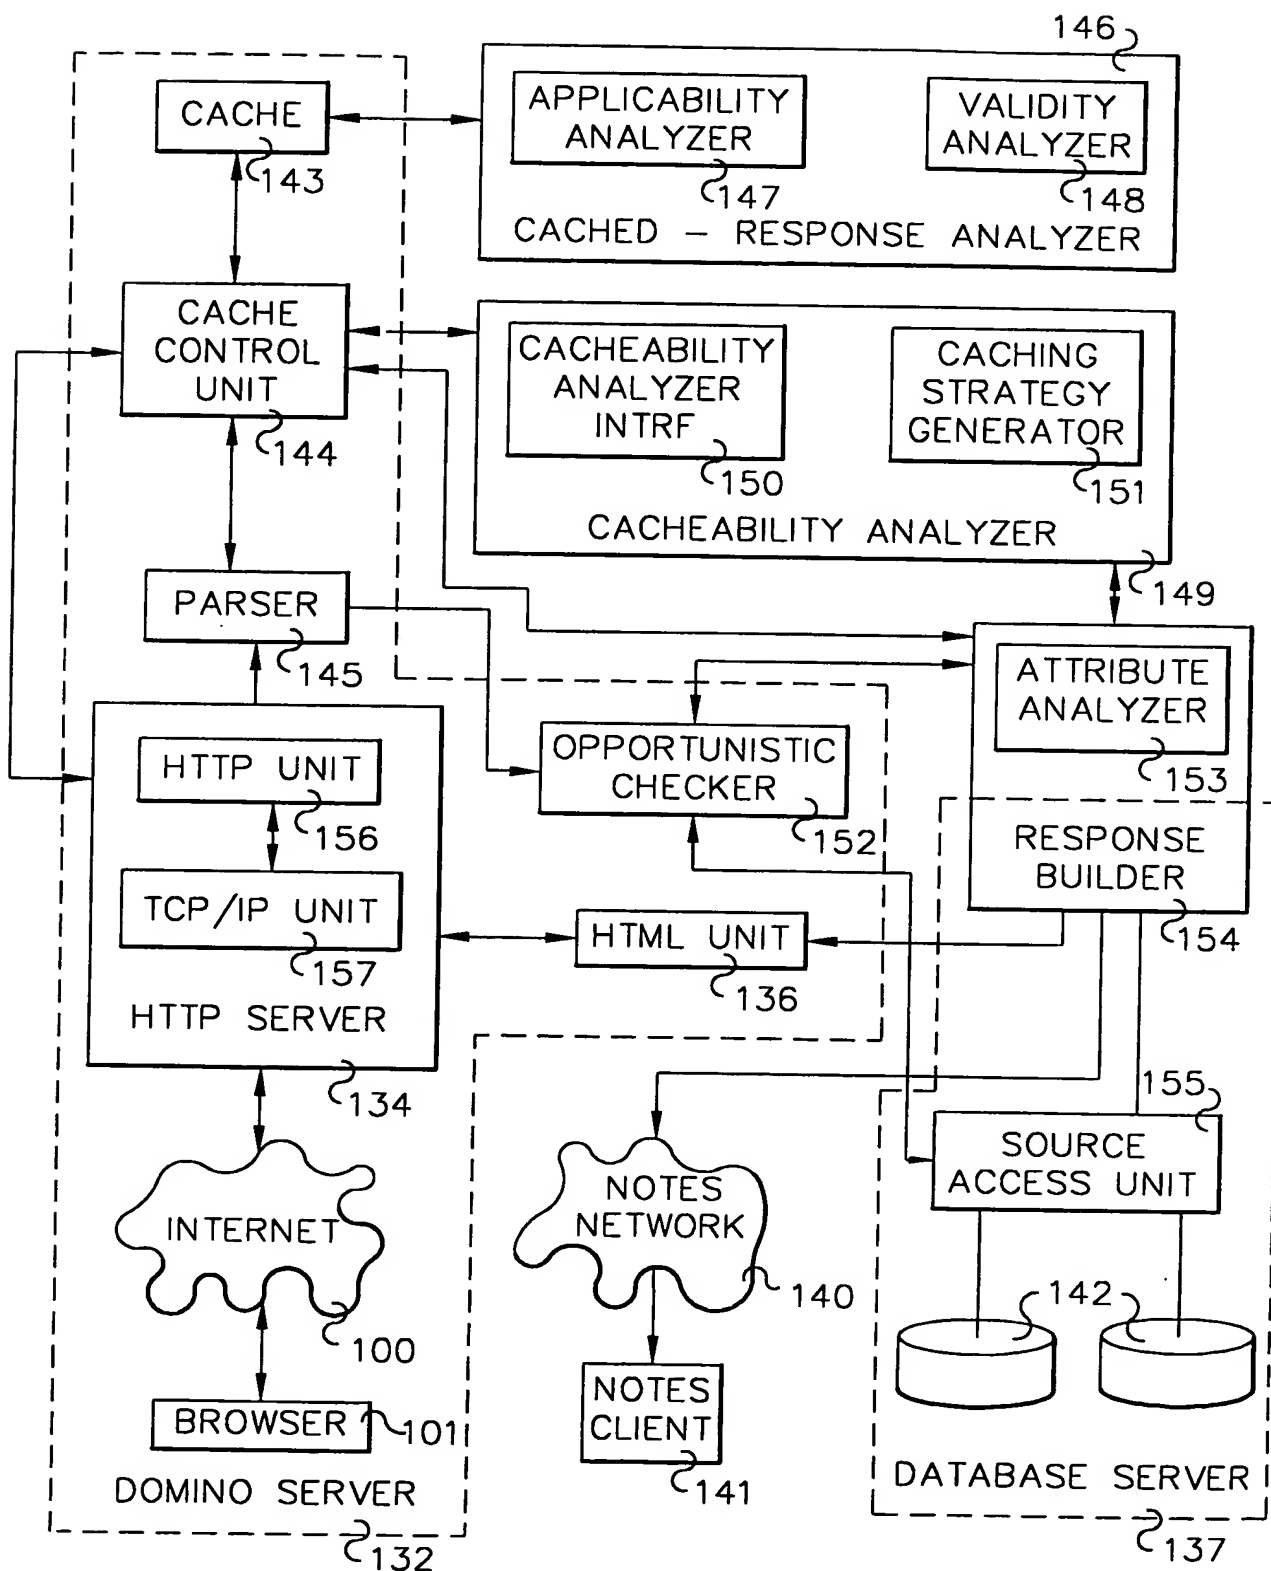 146
CACHE
143
APPLICABILITY
ANALYZER
147
VALIDITY
ANALYZER
148
CACHED – RESPONSE ANALYZER
CACHE
CONTROL
UNIT
144
CACHEABILITY
ANALYZER
INTRF
150
CACHING
STRATEGY
GENERATOR
151
CACHEABILITY ANALYZER
149
PARSER
145
ATTRIBUTE
ANALYZER
153
OPPORTUNISTIC
CHECKER
152
HTTP UNIT
156
TCP/IP UNIT
157
HTTP SERVER
134
RESPONSE
BUILDER
154
HTML UNIT
136
155
SOURCE
ACCESS UNIT
INTERNET
100
NOTES
NETWORK
140
142
BROWSER
101
NOTES
CLIENT
141
DOMINO SERVER
132
DATABASE SERVER
137